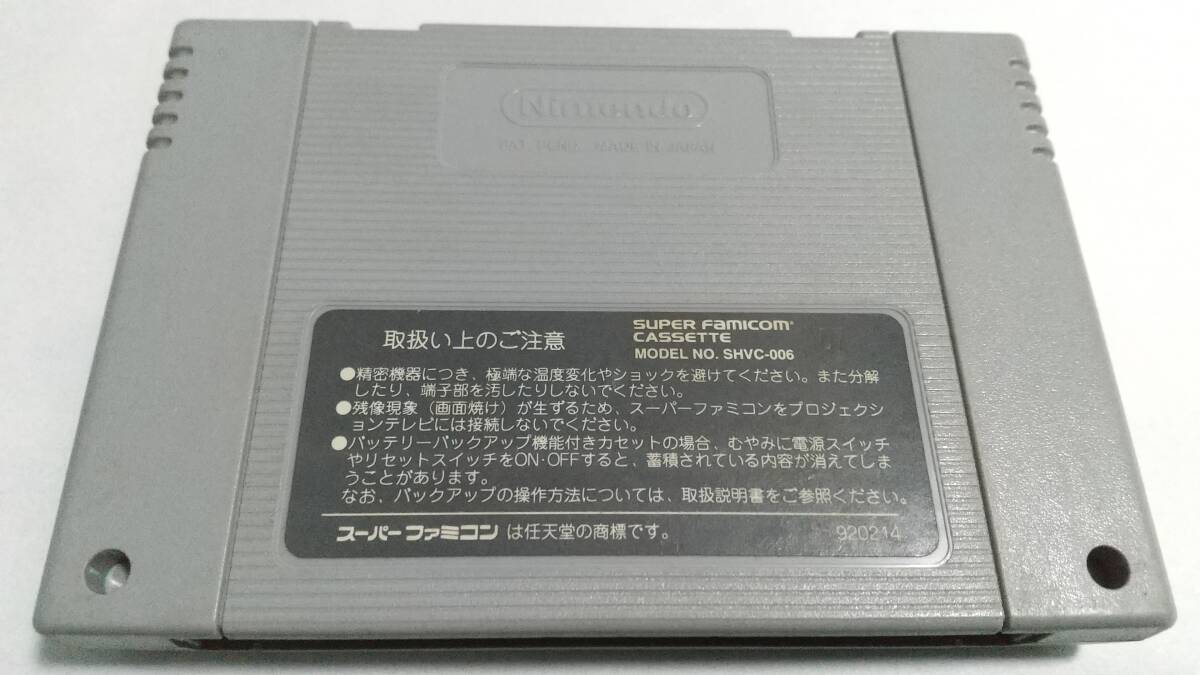 Nintendo
PAT. PEND. MADE IN JAPAN
取扱い上のご注意
SUPER FAMICOM
CASSETTE
MODEL NO. SHVC-006
●精密機器につき、極端な温度変化やショックを避けてください。また分解
したり、端子部を汚したりしないでください。
●残像現象（画面焼け）が生ずるため、スーパーファミコンをプロジェクシ
ョンテレビには接続しないでください。
●バッテリーバックアップ機能付きカセットの場合、むやみに電源スイッチ
やリセットスイッチをON·OFFすると、蓄積されている内容が消えてしま
うことがあります。
なお、バックアップの操作方法については、取扱説明書をご参照ください。
スーパーファミコン は任天堂の商標です。
920214